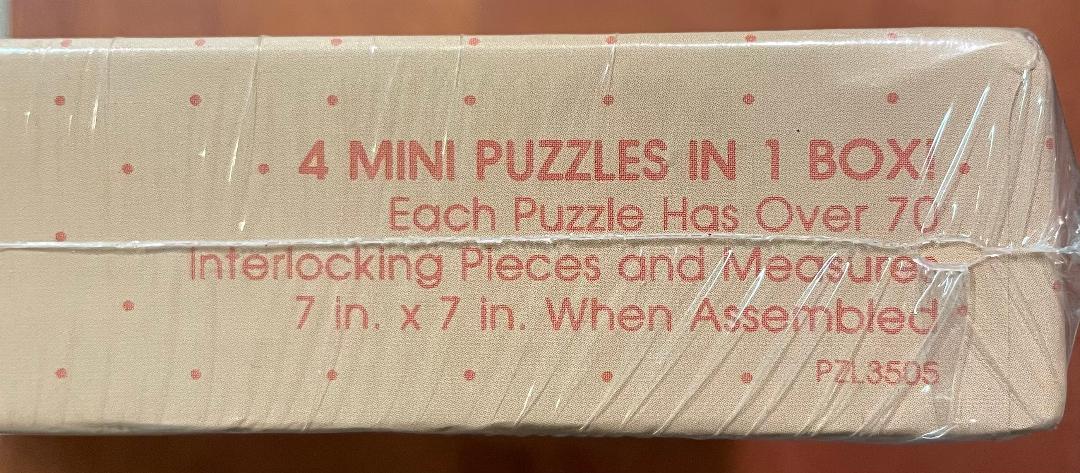 4 MINI PUZZLES IN 1 BOX!
Each Puzzle Has Over 70
Interlocking Pieces and Measures
7 in. x 7 in. When Assembled
PZL3505